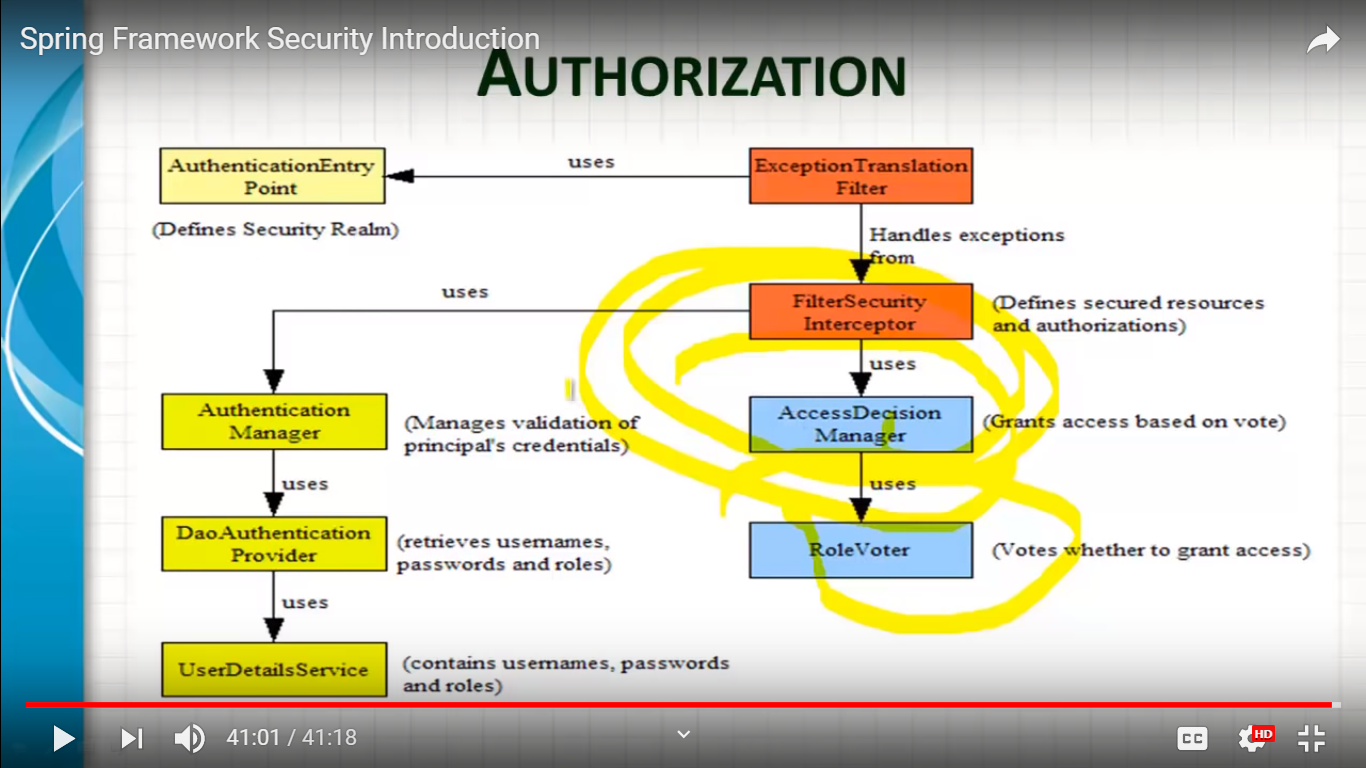 Spring Framework Security Introduction
AUTHORIZATION
AuthenticationEntry
Point
uses
ExceptionTranslation
Filter
(Defines Security Realm)
Handles exceptions
from
uses
FilterSecurity
Interceptor
(Defines secured resources
and authorizations)
uses
Authentication
Manager
(Manages validation of
principal's credentials)
AccessDecision
Manager
(Grants access based on vote)
uses
uses
DaoAuthentication
Provider
(retrieves usernames,
passwords and roles)
RoleVoter
(Votes whether to grant access)
uses
UserDetailsService
(contains usernames, passwords
and roles)
41:01 / 41:18
CC
HD